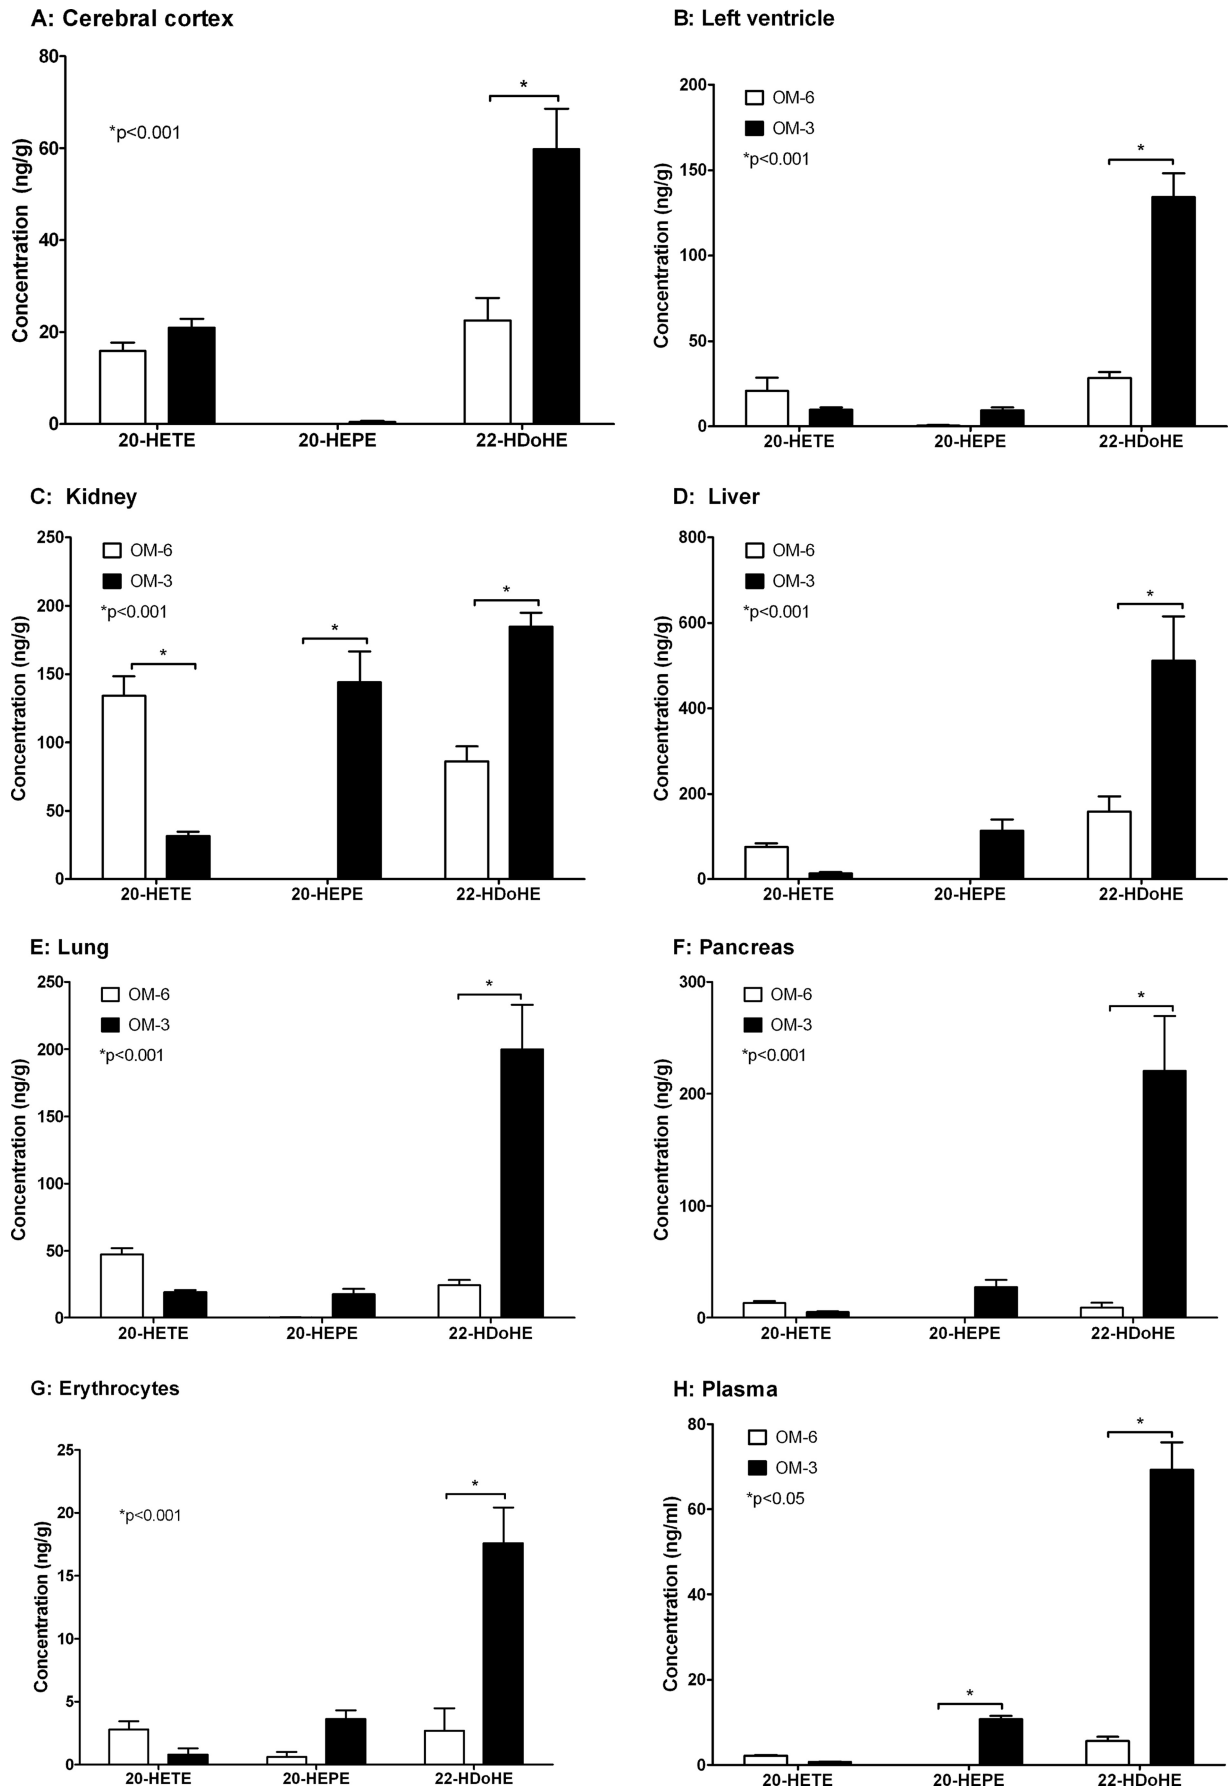 A: Cerebral cortex
80
60
40
20
0
Concentration (ng/g)
*p<0.001
*
20-HETE 20-HEPE 22-HDoHE
B: Left ventricle
200
150
100
50
0
Concentration (ng/g)
OM-6
OM-3
*p<0.001
*
20-HETE 20-HEPE 22-HDoHE
C: Kidney
250
200
150
100
50
0
Concentration (ng/g)
OM-6
OM-3
*p<0.001
*
*
*
20-HETE 20-HEPE 22-HDoHE
D: Liver
800
600
400
200
0
Concentration (ng/g)
OM-6
OM-3
*p<0.001
*
20-HETE 20-HEPE 22-HDoHE
E: Lung
250
200
150
100
50
0
Concentration (ng/g)
OM-6
OM-3
*p<0.001
*
20-HETE 20-HEPE 22-HDoHE
F: Pancreas
300
200
100
0
Concentration (ng/g)
OM-6
OM-3
*p<0.001
*
20-HETE 20-HEPE 22-HDoHE
G: Erythrocytes
25
20
15
10
5
0
Concentration (ng/g)
*p<0.001
*
20-HETE 20-HEPE 22-HDoHE
H: Plasma
80
60
40
20
0
Concentration (ng/ml)
OM-6
OM-3
*p<0.05
*
*
20-HETE 20-HEPE 22-HDoHE